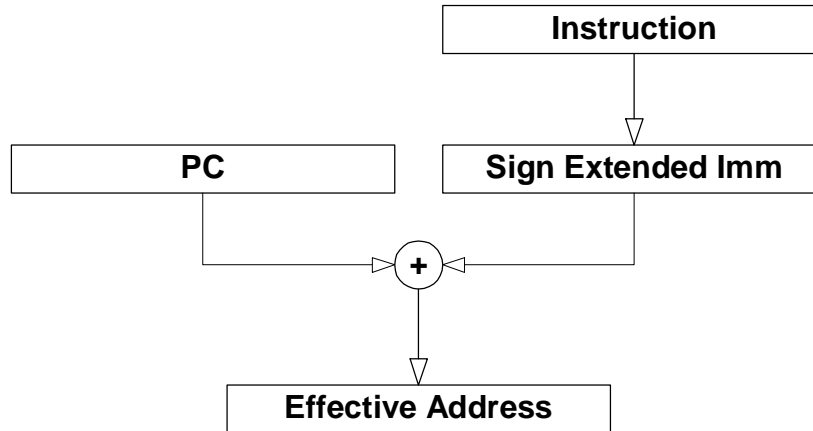 Instruction
PC
Sign Extended Imm
+
Effective Address